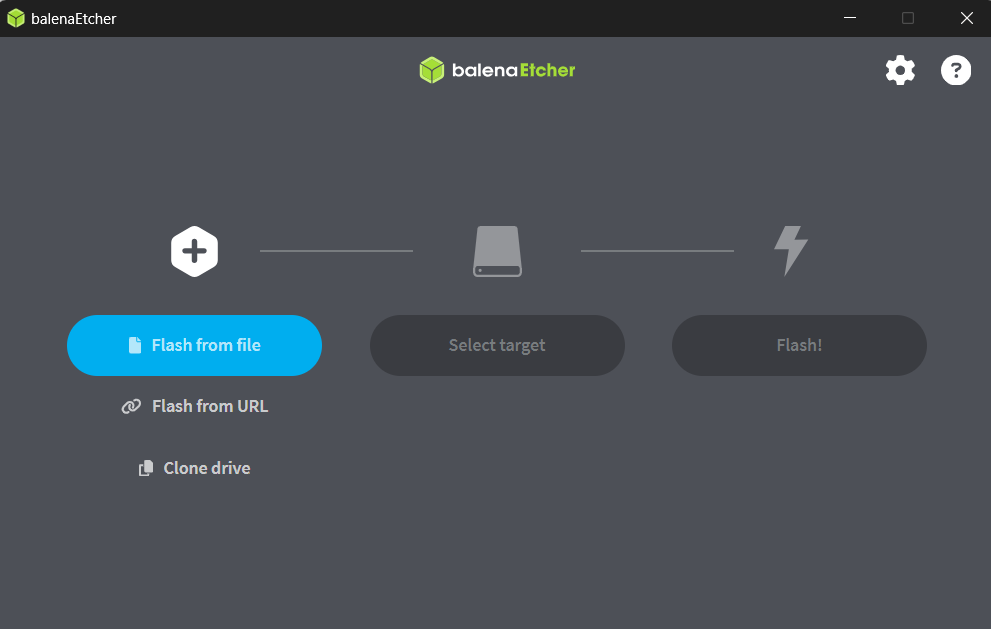 balenaEtcher
balenaEtcher
?
Flash from file
Select target
Flash!
Flash from URL
Clone drive